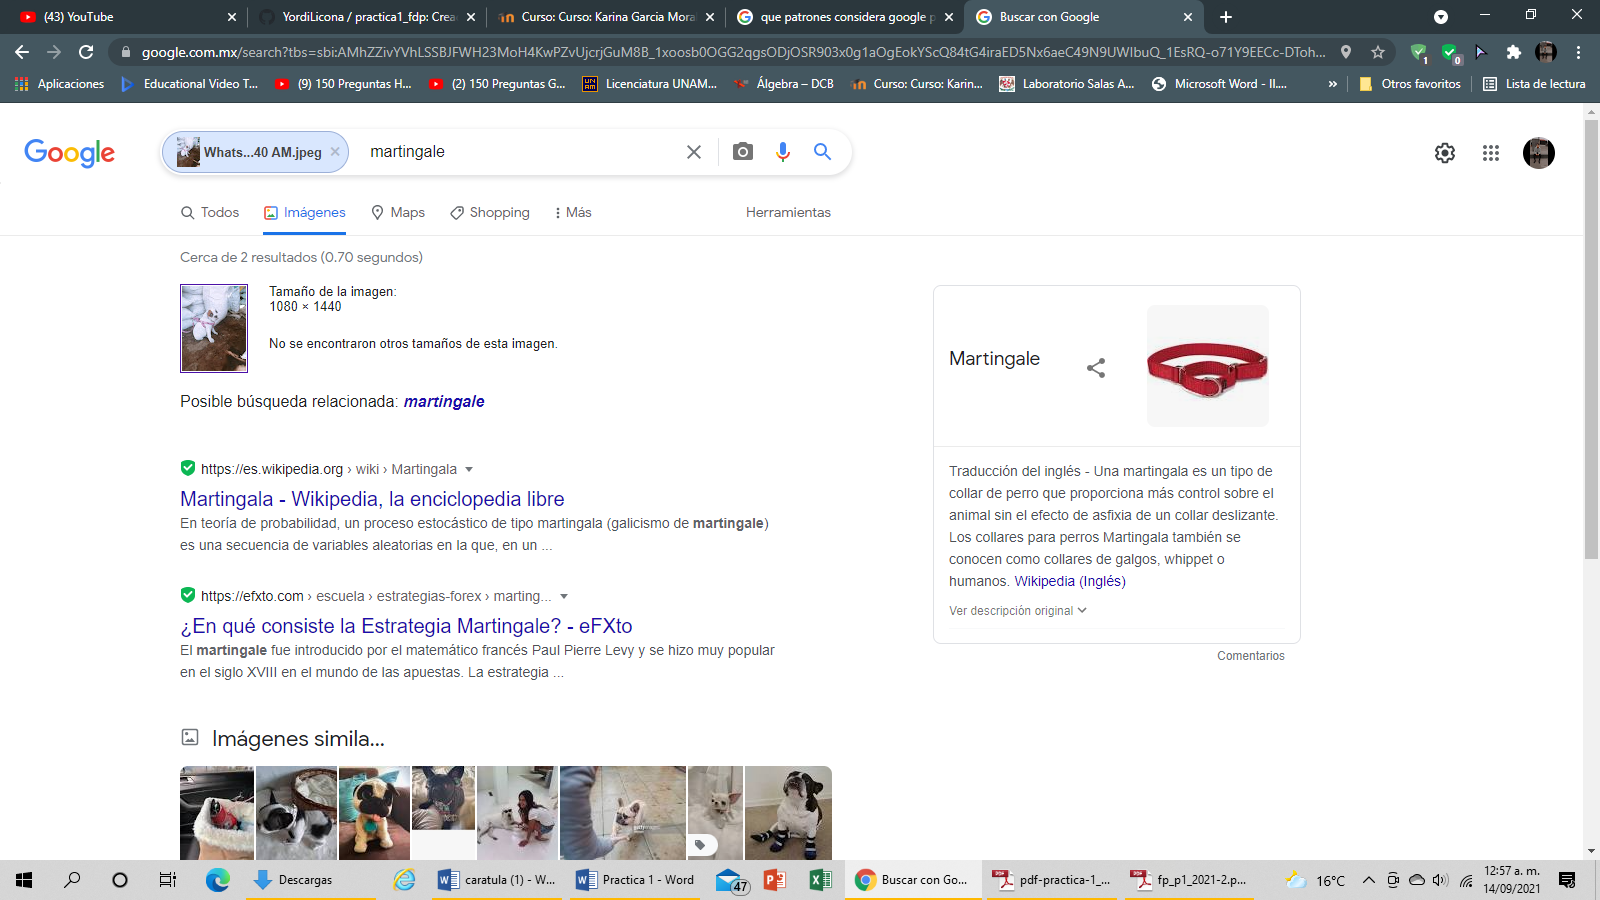 (43) YouTube
YordiLicona / practica1_fdp: Crea
Curso: Curso: Karina Garcia Mora
que patrones considera google p
Buscar con Google
google.com.mx/search?tbs=sbi:AMhZZivYVhLSSBJFWH23MoH4KwPZvUjcrjGuM8B_1xoosb0OGG2qgsODjOSR903x0g1aOgEokYScQ84tG4iraED5Nx6aeC49N9UWIbuQ_1EsRQ-o71Y9EECc-DToh...
1
0
Aplicaciones
Educational Video T...
(9) 150 Preguntas H...
(2) 150 Preguntas G...
Licenciatura UNAM...
Álgebra – DCB
Curso: Curso: Karin...
Laboratorio Salas A...
Microsoft Word - II....
»
Otros favoritos
Lista de lectura
Google
Whats...40 AM.jpeg
martingale
Todos
Imágenes
Maps
Shopping
Más
Herramientas
Cerca de 2 resultados (0.70 segundos)
Tamaño de la imagen:
1080 × 1440
No se encontraron otros tamaños de esta imagen.
Posible búsqueda relacionada: martingale
https://es.wikipedia.org › wiki › Martingala
Martingala - Wikipedia, la enciclopedia libre
En teoría de probabilidad, un proceso estocástico de tipo martingala (galicismo de martingale)
es una secuencia de variables aleatorias en la que, en un ...
https://efxto.com › escuela › estrategias-forex › marting...
¿En qué consiste la Estrategia Martingale? - eFXto
El martingale fue introducido por el matemático francés Paul Pierre Levy y se hizo muy popular
en el siglo XVIII en el mundo de las apuestas. La estrategia ...
Imágenes simila...
Martingale
Traducción del inglés - Una martingala es un tipo de
collar de perro que proporciona más control sobre el
animal sin el efecto de asfixia de un collar deslizante.
Los collares para perros Martingala también se
conocen como collares de galgos, whippet o
humanos. Wikipedia (Inglés)
Ver descripción original
Comentarios
Descargas
caratula (1) - W...
Practica 1 - Word
47
Buscar con Go...
pdf-practica-1_...
fp_p1_2021-2.p...
16°C
12:57 a. m.
14/09/2021